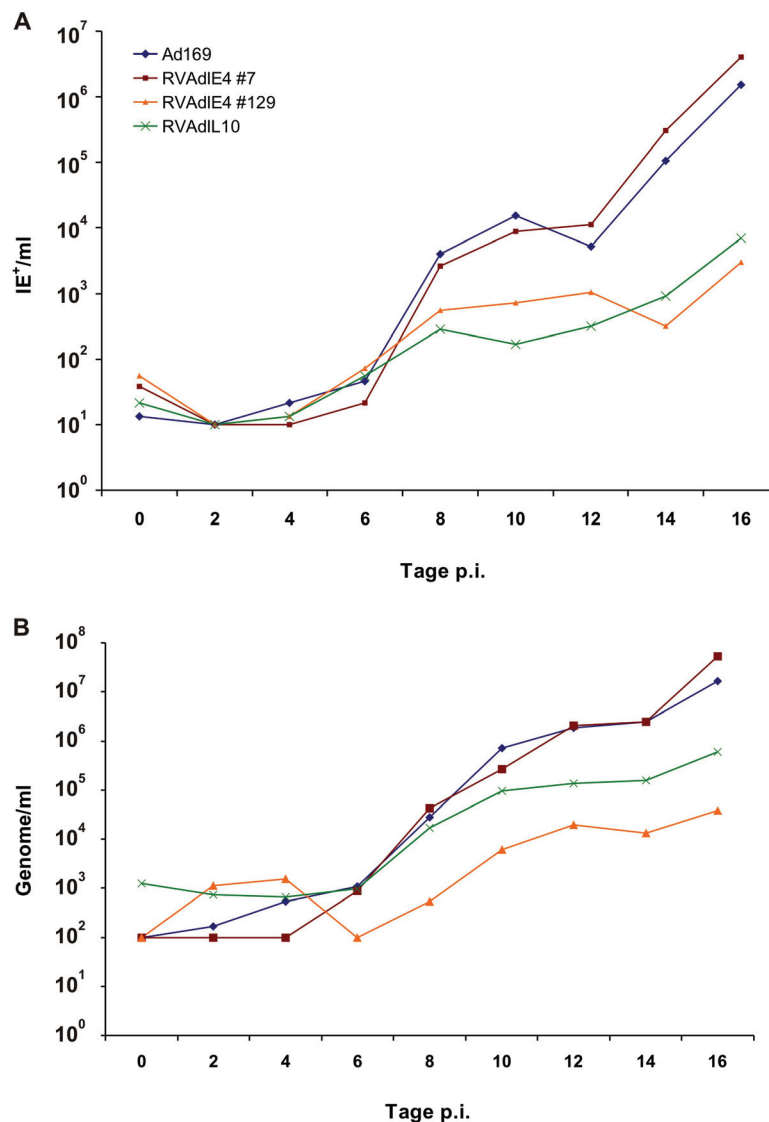 A
10^7
10^6
10^5
10^4
10^3
10^2
10^1
10^0
IE^+/ml
Ad169
RVAdIE4 #7
RVAdIE4 #129
RVAdIL10
0 2 4 6 8 10 12 14 16
Tage p.i.
B
10^8
10^7
10^6
10^5
10^4
10^3
10^2
10^1
10^0
Genome/ml
0 2 4 6 8 10 12 14 16
Tage p.i.